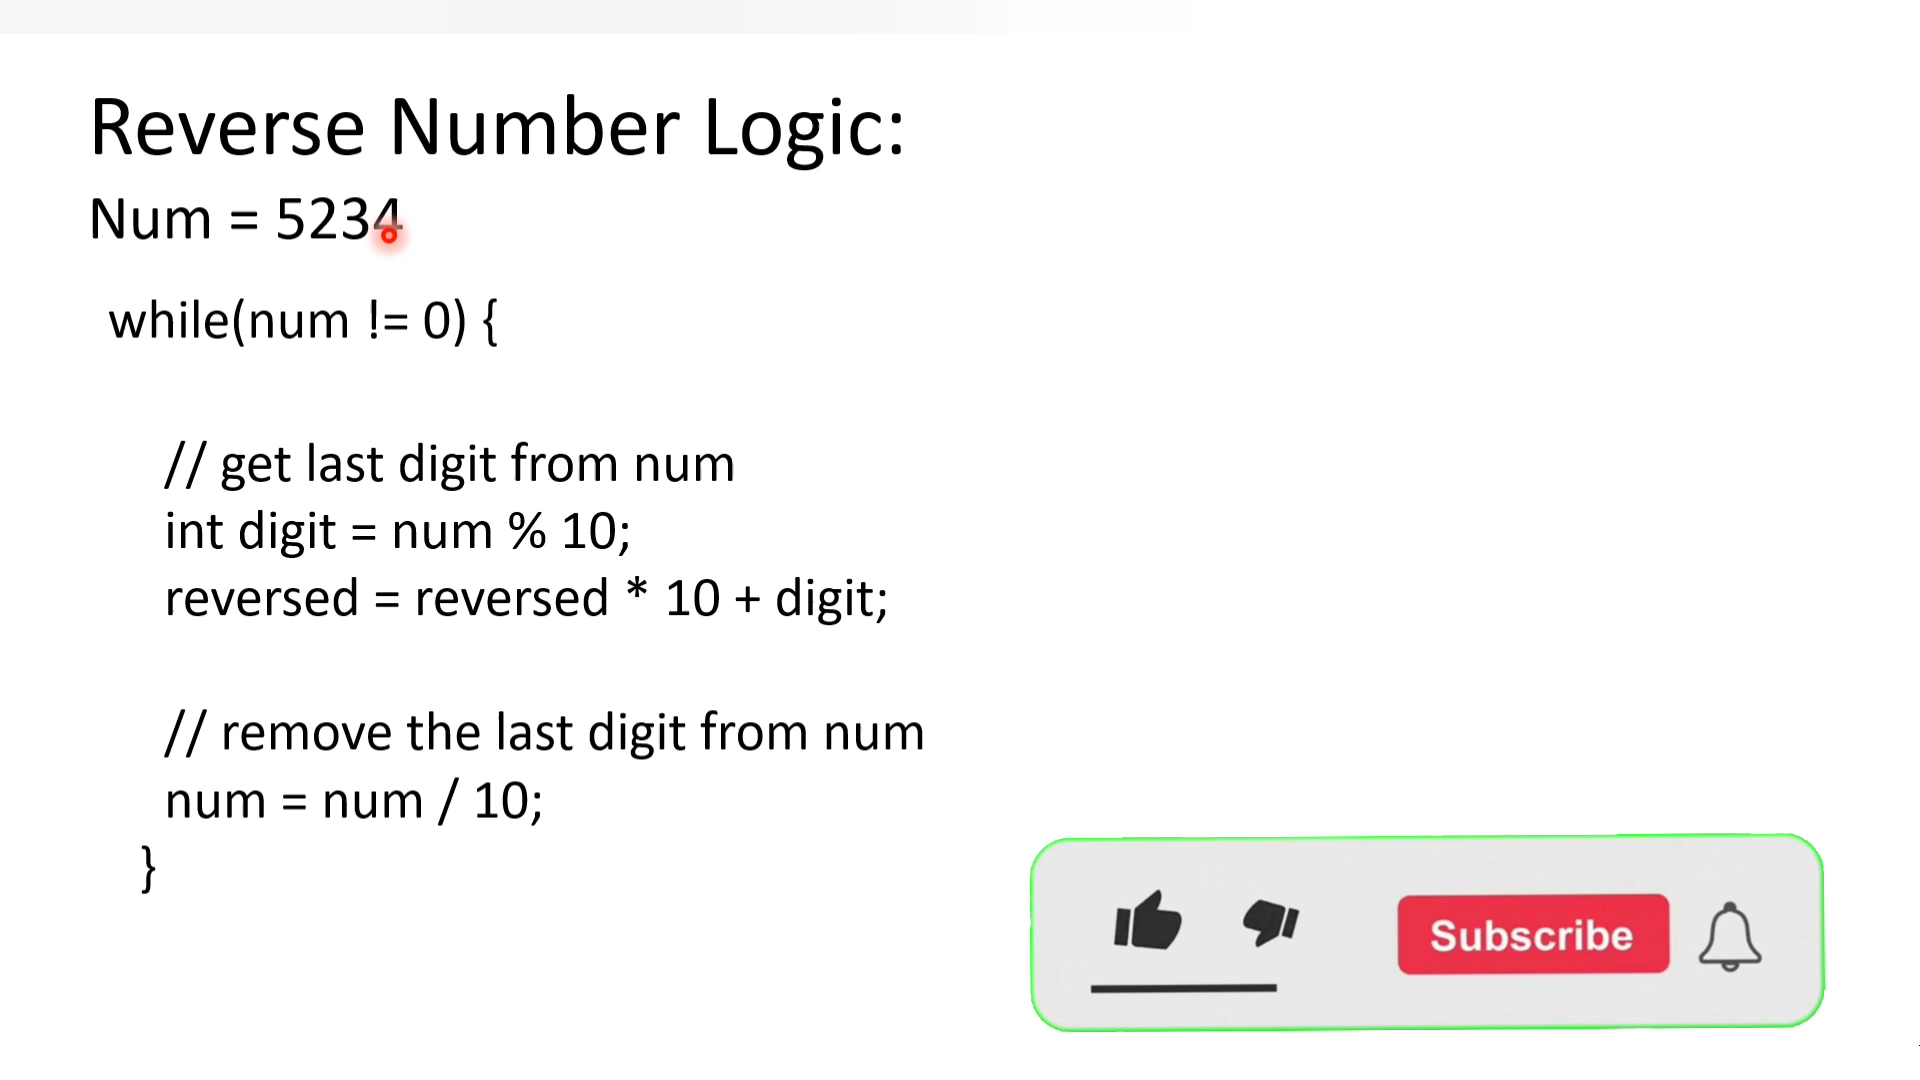 Reverse Number Logic:
Num = 5234
while(num != 0) {
// get last digit from num
int digit = num % 10;
reversed = reversed * 10 + digit;
// remove the last digit from num
num = num / 10;
}
Subscribe